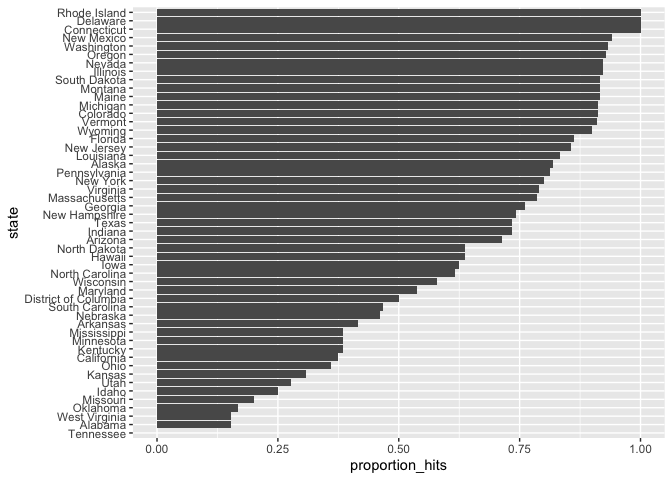 Rhode Island
Delaware
Connecticut
New Mexico
Washington
Oregon
Nevada
Illinois
South Dakota
Montana
Maine
Michigan
Colorado
Vermont
Wyoming
Florida
New Jersey
Louisiana
Alaska
Pennsylvania
New York
Virginia
Massachusetts
Georgia
New Hampshire
Texas
Indiana
Arizona
North Dakota
Hawaii
Iowa
North Carolina
Wisconsin
Maryland
District of Columbia
South Carolina
Nebraska
Arkansas
Mississippi
Minnesota
Kentucky
California
Ohio
Kansas
Utah
Idaho
Missouri
Oklahoma
West Virginia
Alabama
Tennessee
state
0.00 0.25 0.50 0.75 1.00
proportion_hits